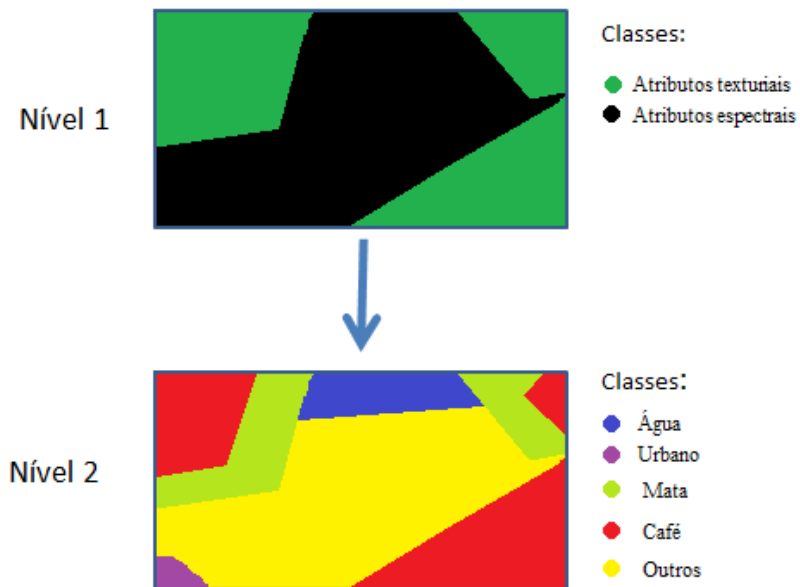 Nível 1
Classes:
Atributos texturiais
Atributos espectrais
Nível 2
Classes:
Água
Urbano
Mata
Café
Outros